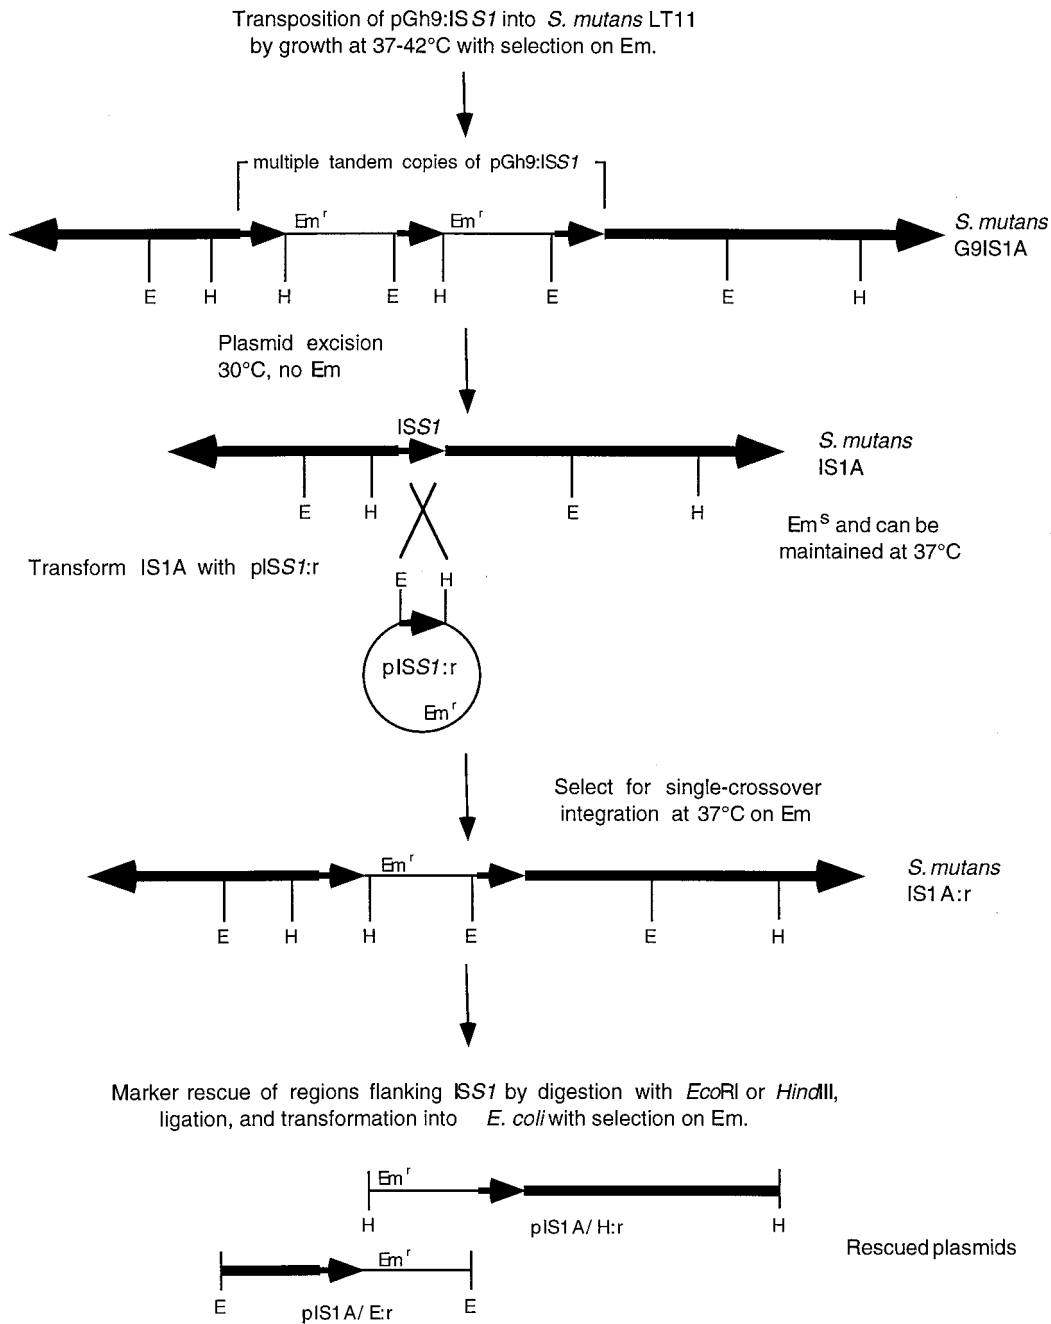 Transposition of pGh9:ISS1 into S. mutans LT11
by growth at 37-42°C with selection on Em.
multiple tandem copies of pGh9:ISS1
Em^r Em^r
S. mutans
G9IS1A
E H H E H E E H
Plasmid excision
30°C, no Em
ISS1
S. mutans
IS1A
E H E H
Em^s and can be
maintained at 37°C
Transform IS1A with pISS1:r
E H
pISS1:r
Em^r
Select for single-crossover
integration at 37°C on Em
Em^r
S. mutans
IS1A:r
E H H E E H
Marker rescue of regions flanking ISS1 by digestion with EcoRI or HindIII,
ligation, and transformation into E. coli with selection on Em.
Em^r
H pIS1A/H:r H
Rescued plasmids
Em^r
E pIS1A/E:r E